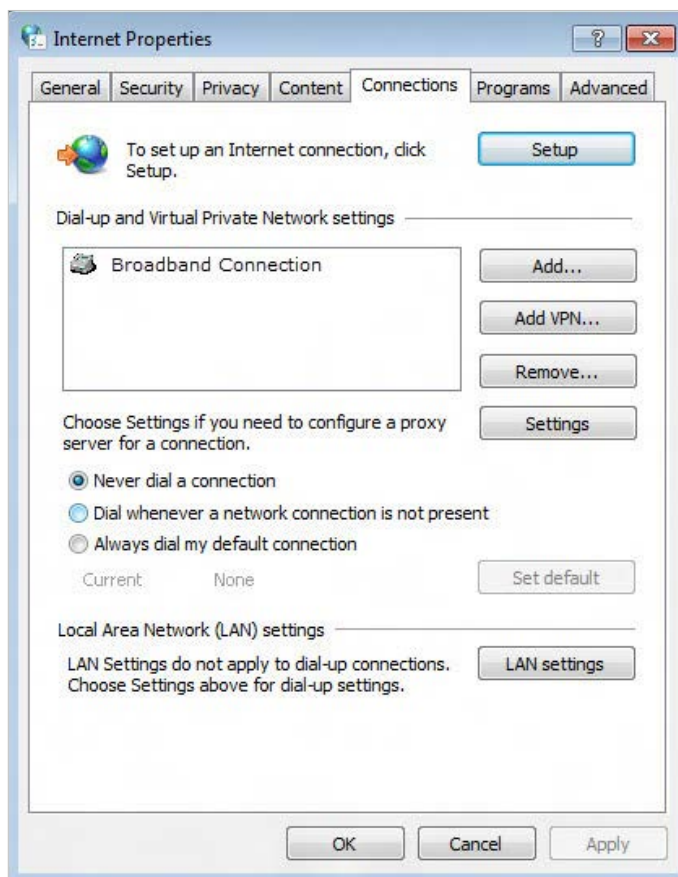 Internet Properties
General Security Privacy Content Connections Programs Advanced
To set up an Internet connection, click
Setup.
Setup
Dial-up and Virtual Private Network settings
Broadband Connection
Add...
Add VPN...
Remove...
Choose Settings if you need to configure a proxy
server for a connection.
Settings
Never dial a connection
Dial whenever a network connection is not present
Always dial my default connection
Current None
Set default
Local Area Network (LAN) settings
LAN Settings do not apply to dial-up connections.
Choose Settings above for dial-up settings.
LAN settings
OK Cancel Apply